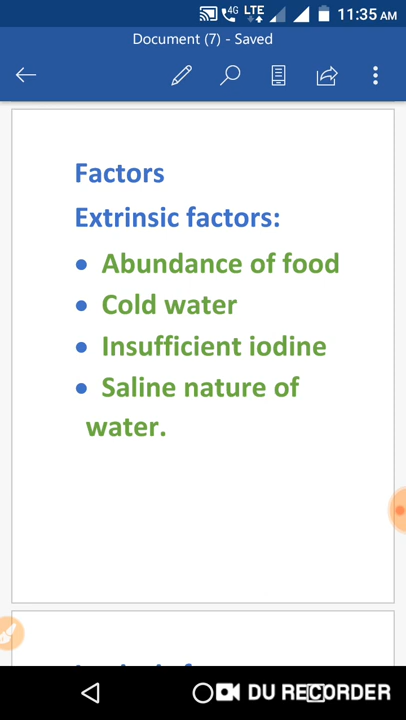 4G LTE 11:35 AM
Document (7) - Saved
Factors
Extrinsic factors:
• Abundance of food
• Cold water
• Insufficient iodine
• Saline nature of
water.
DU RECORDER